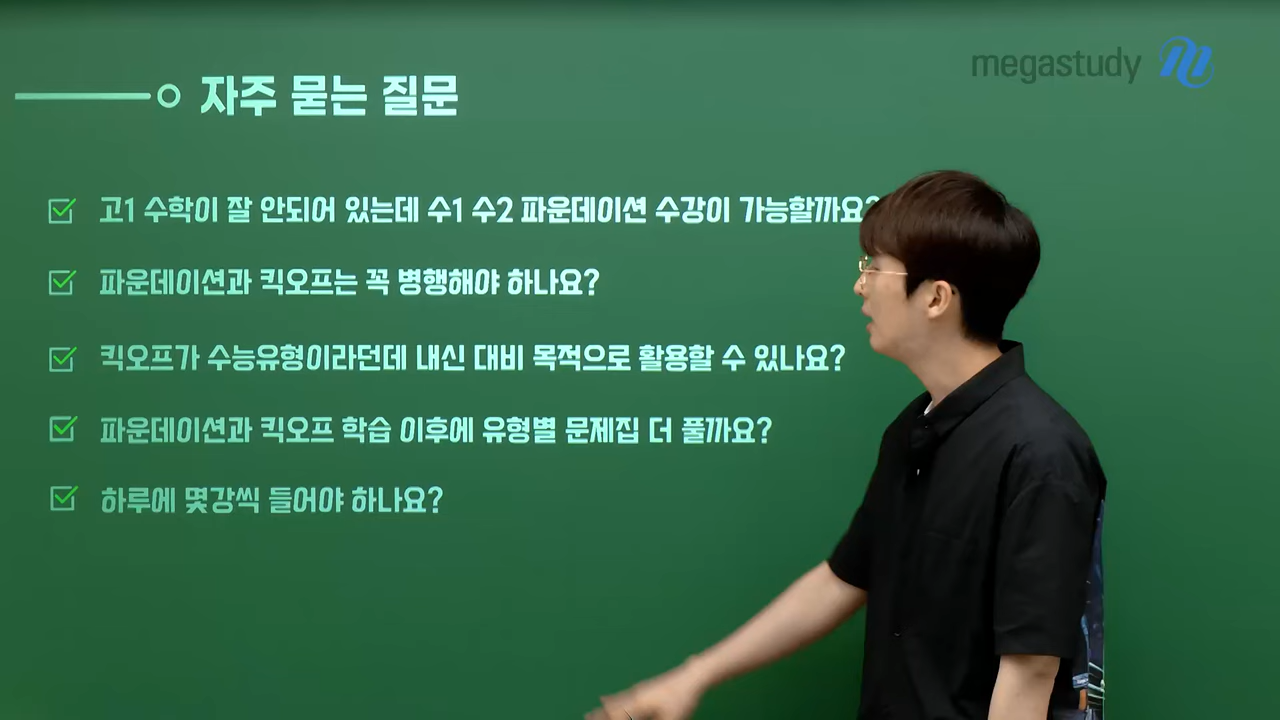 megastudy
자주 묻는 질문
고1 수학이 잘 안되어 있는데 수1 수2 파운데이션 수강이 가능할까요?
파운데이션과 킥오프는 꼭 병행해야 하나요?
킥오프가 수능유형이라던데 내신 대비 목적으로 활용할 수 있나요?
파운데이션과 킥오프 학습 이후에 유형별 문제집 더 풀까요?
하루에 몇강씩 들어야 하나요?